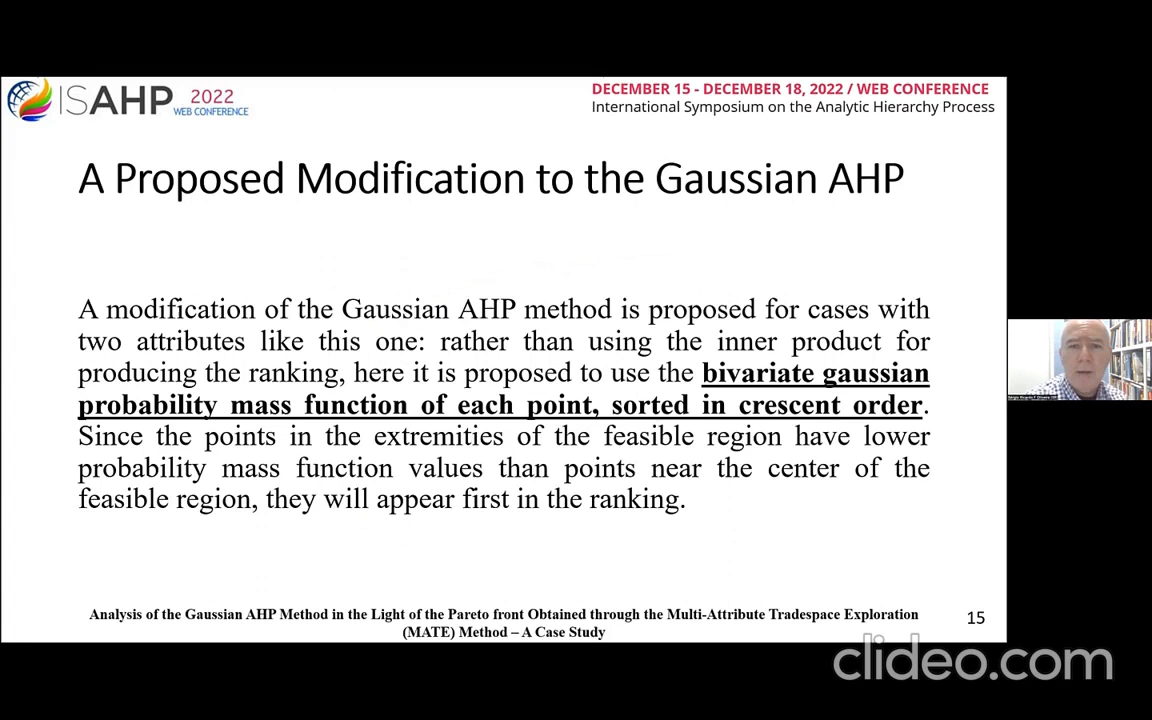 ISAHP 2022
WEB CONFERENCE
DECEMBER 15 - DECEMBER 18, 2022 / WEB CONFERENCE
International Symposium on the Analytic Hierarchy Process
A Proposed Modification to the Gaussian AHP
A modification of the Gaussian AHP method is proposed for cases with
two attributes like this one: rather than using the inner product for
producing the ranking, here it is proposed to use the bivariate gaussian
probability mass function of each point, sorted in crescent order.
Since the points in the extremities of the feasible region have lower
probability mass function values than points near the center of the
feasible region, they will appear first in the ranking.
Analysis of the Gaussian AHP Method in the Light of the Pareto front Obtained through the Multi-Attribute Tradespace Exploration
(MATE) Method – A Case Study
15
clideo.com